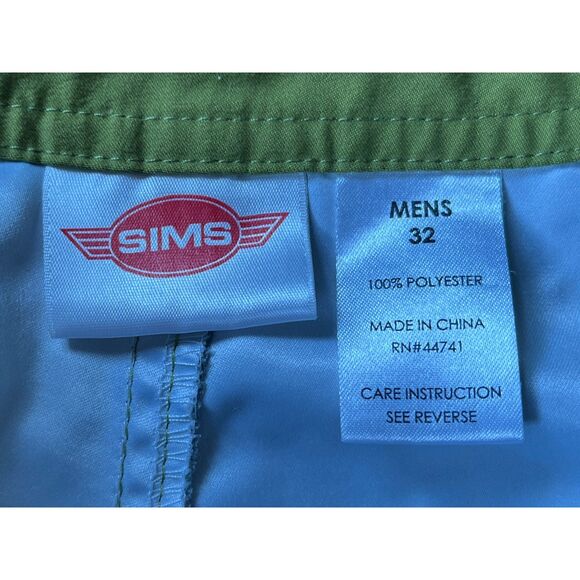 SIMS
MENS
32
100% POLYESTER
MADE IN CHINA
RN#44741
CARE INSTRUCTION
SEE REVERSE